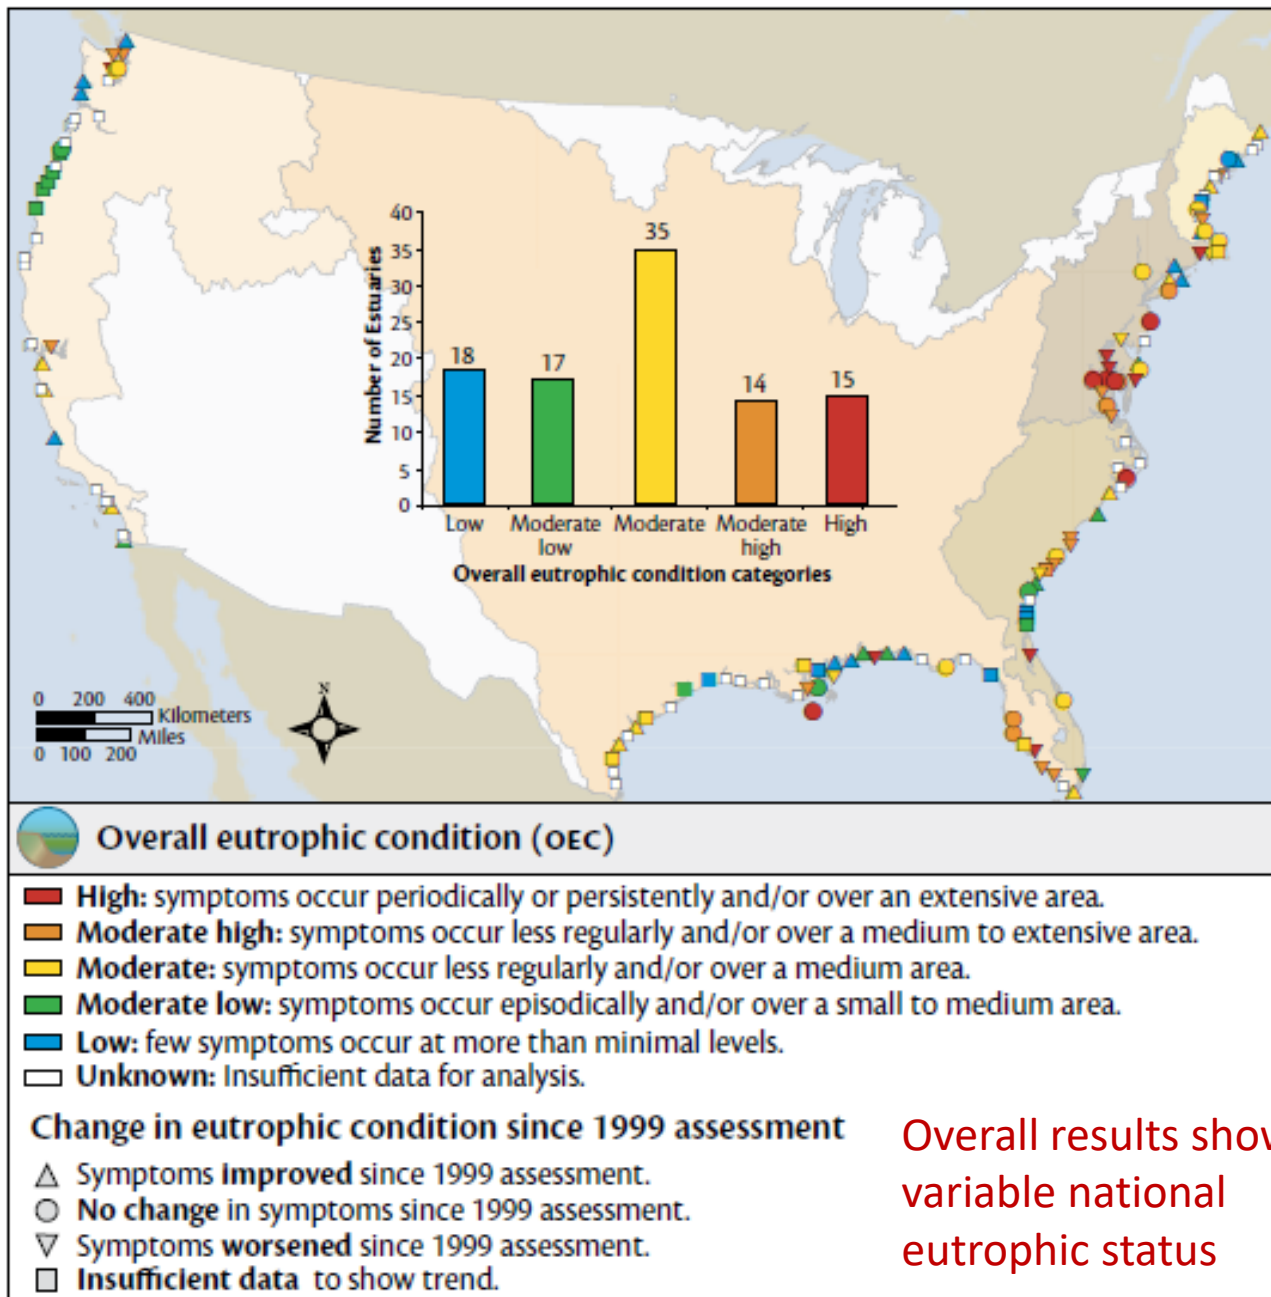 40
35
30
25
20
15
10
5
0
Number of Estuaries
18
17
35
14
15
Low
Moderate low
Moderate
Moderate high
High
Overall eutrophic condition categories
N
0 200 400
Kilometers
Miles
0 100 200
Overall eutrophic condition (OEC)
High: symptoms occur periodically or persistently and/or over an extensive area.
Moderate high: symptoms occur less regularly and/or over a medium to extensive area.
Moderate: symptoms occur less regularly and/or over a medium area.
Moderate low: symptoms occur episodically and/or over a small to medium area.
Low: few symptoms occur at more than minimal levels.
Unknown: Insufficient data for analysis.
Change in eutrophic condition since 1999 assessment
Symptoms improved since 1999 assessment.
No change in symptoms since 1999 assessment.
Symptoms worsened since 1999 assessment.
Insufficient data to show trend.
Overall results show
variable national
eutrophic status